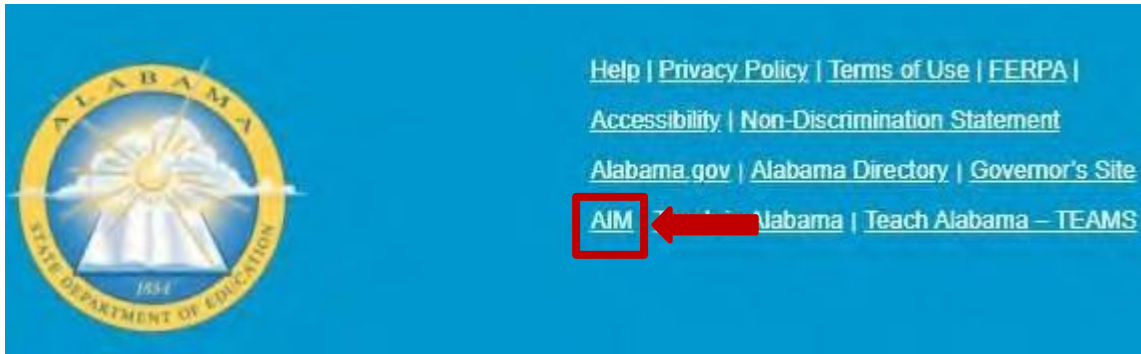 ALABAMA
STATE DEPARTMENT OF EDUCATION
1854
Help | Privacy Policy | Terms of Use | FERPA |
Accessibility | Non-Discrimination Statement
Alabama.gov | Alabama Directory | Governor's Site
AIM Alabama | Teach Alabama – TEAMS